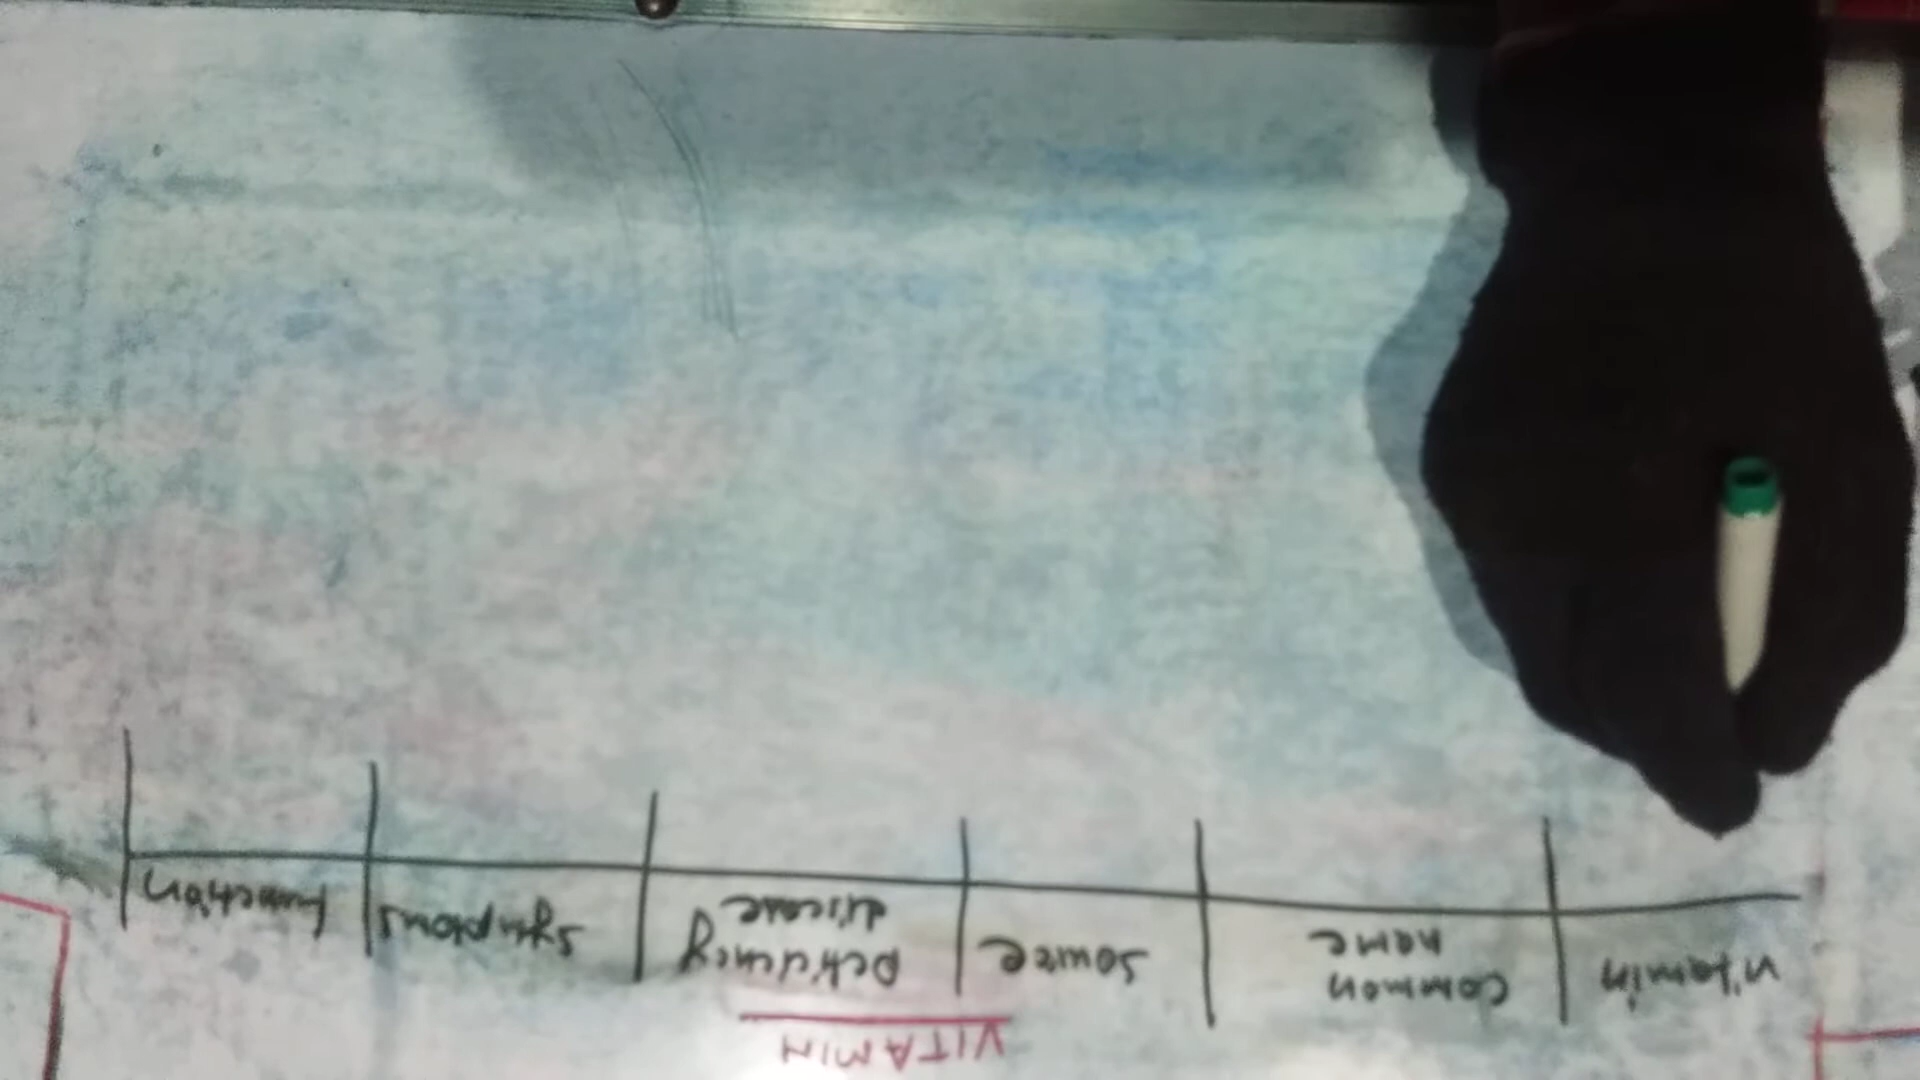 VITAMIN
vitamin
common
name
source
Deficiency
disease
symptoms
function